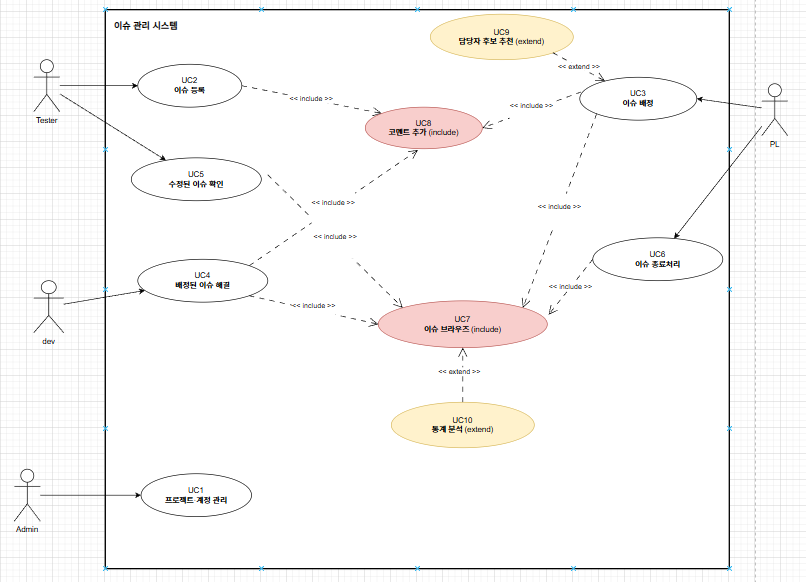 이슈 관리 시스템
UC9
담당자 후보 추천 (extend)
<< extend >>
UC2
이슈 등록
<< include >>
UC3
이슈 배정
<< include >>
Tester
UC8
코멘트 추가 (include)
PL
UC5
수정된 이슈 확인
<< include >>
<< include >>
<< include >>
UC4
배정된 이슈 해결
UC6
이슈 종료처리
<< include >>
<< include >>
dev
UC7
이슈 브라우즈 (include)
<< extend >>
UC10
통계 분석 (extend)
UC1
프로젝트·계정 관리
Admin